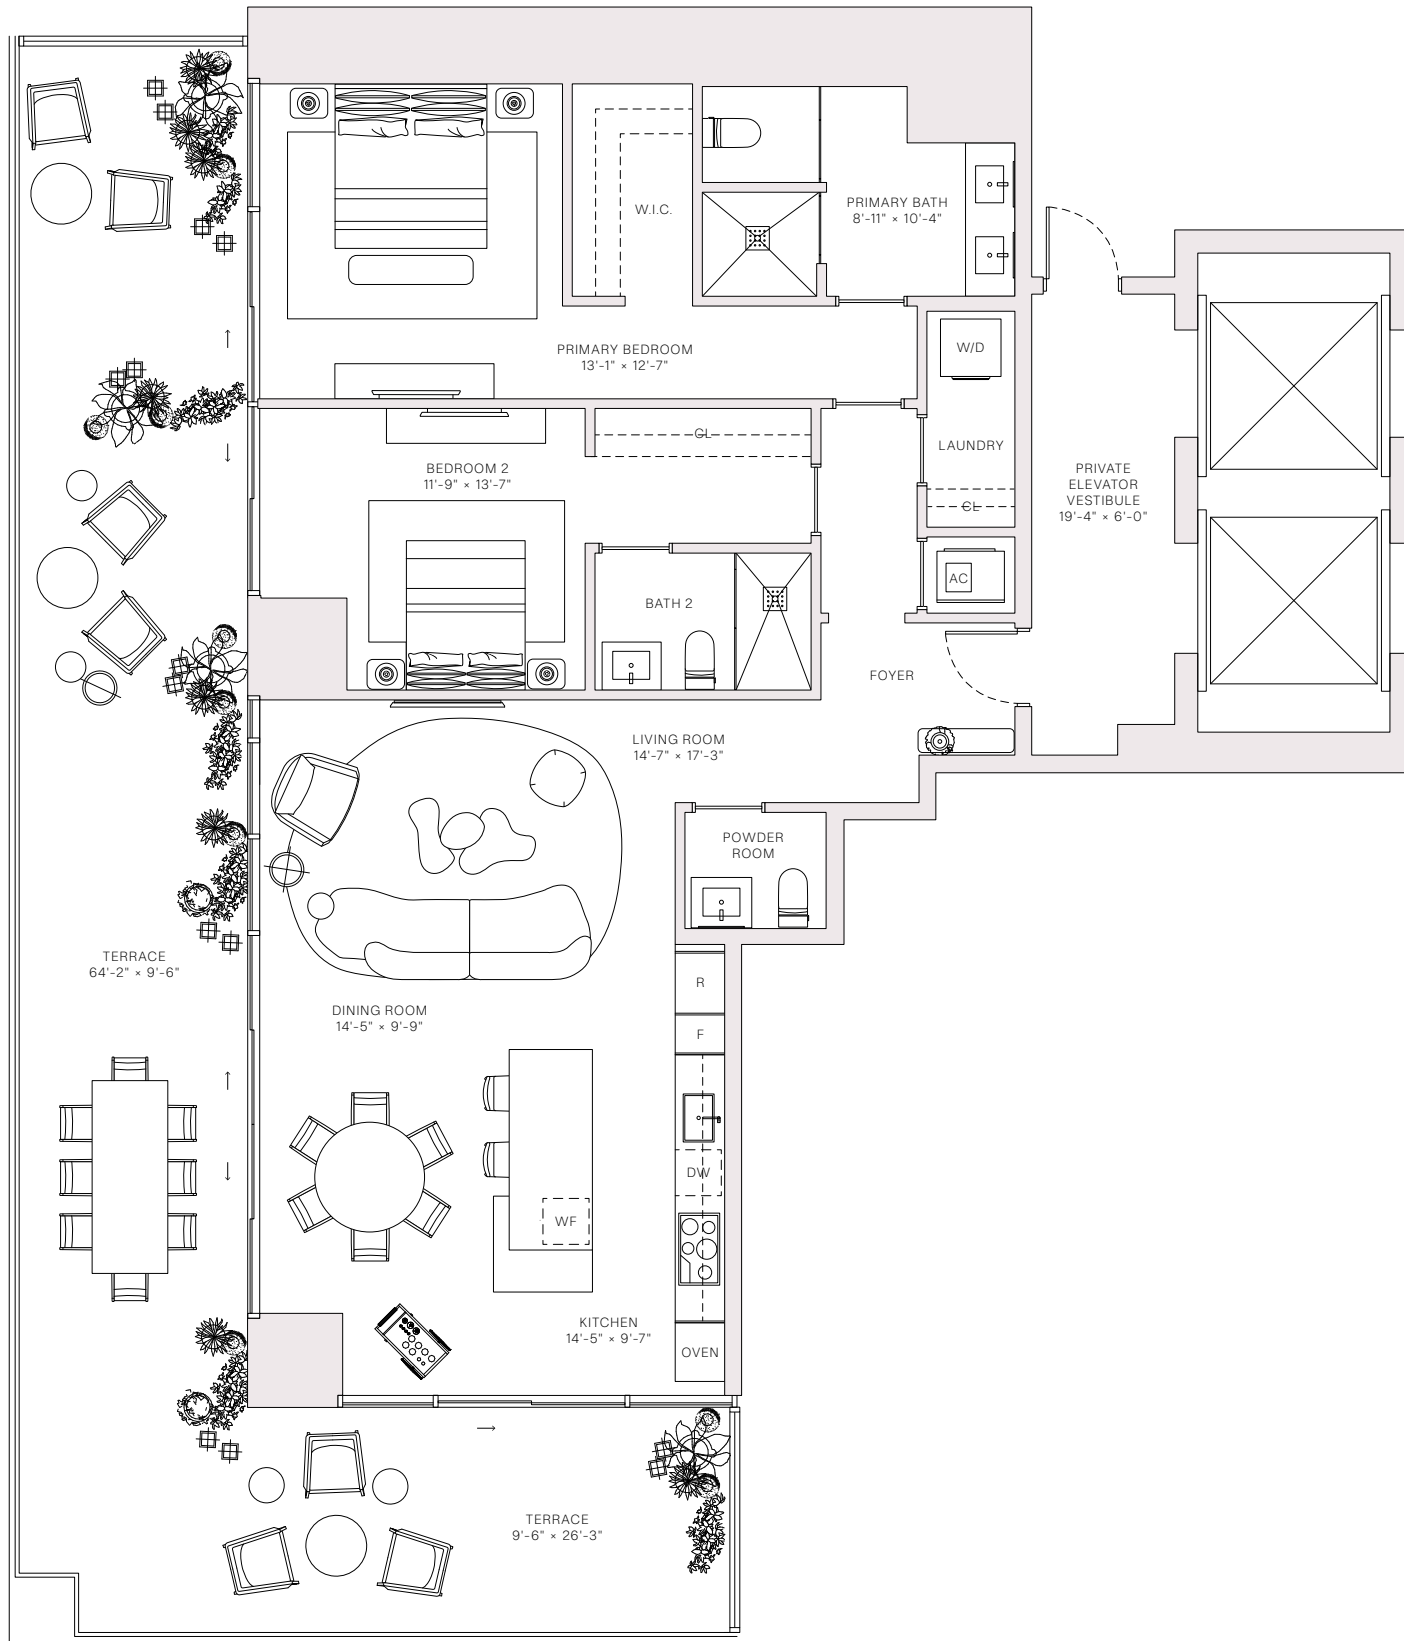 W.I.C.
PRIMARY BATH
8'-11" × 10'-4"
PRIMARY BEDROOM
13'-1" × 12'-7"
W/D
LAUNDRY
CL
CL
BEDROOM 2
11'-9" × 13'-7"
PRIVATE
ELEVATOR
VESTIBULE
19'-4" × 6'-0"
AC
BATH 2
FOYER
LIVING ROOM
14'-7" × 17'-3"
POWDER
ROOM
TERRACE
64'-2" × 9'-6"
R
DINING ROOM
14'-5" × 9'-9"
F
DW
WF
KITCHEN
14'-5" × 9'-7"
OVEN
TERRACE
9'-6" × 26'-3"